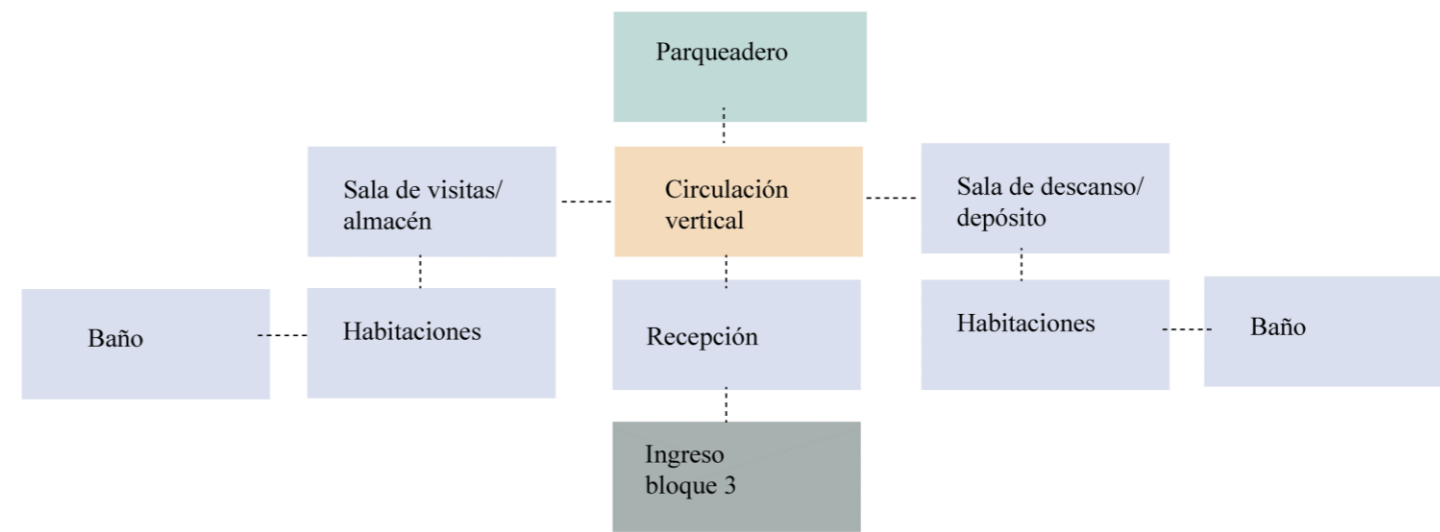 Parqueadero
Sala de visitas/
almacén
Circulación
vertical
Sala de descanso/
depósito
Baño
Habitaciones
Recepción
Habitaciones
Baño
Ingreso
bloque 3